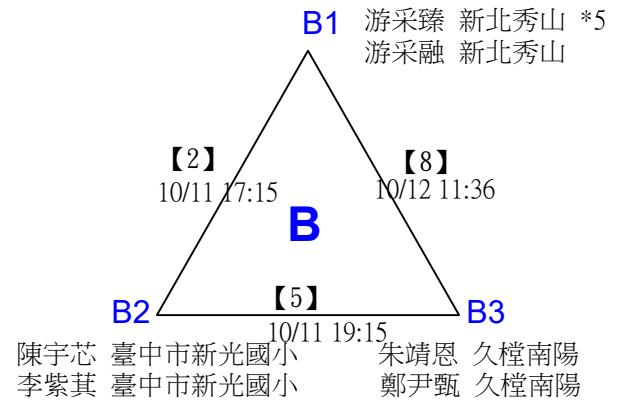 B1 游采臻 新北秀山 *5
游采融 新北秀山
【2】
10/11 17:15
【8】
10/12 11:36
B
【5】
10/11 19:15
B2
B3
陳宇芯 臺中市新光國小
李紫萁 臺中市新光國小
朱靖恩 久樘南陽
鄭尹甄 久樘南陽